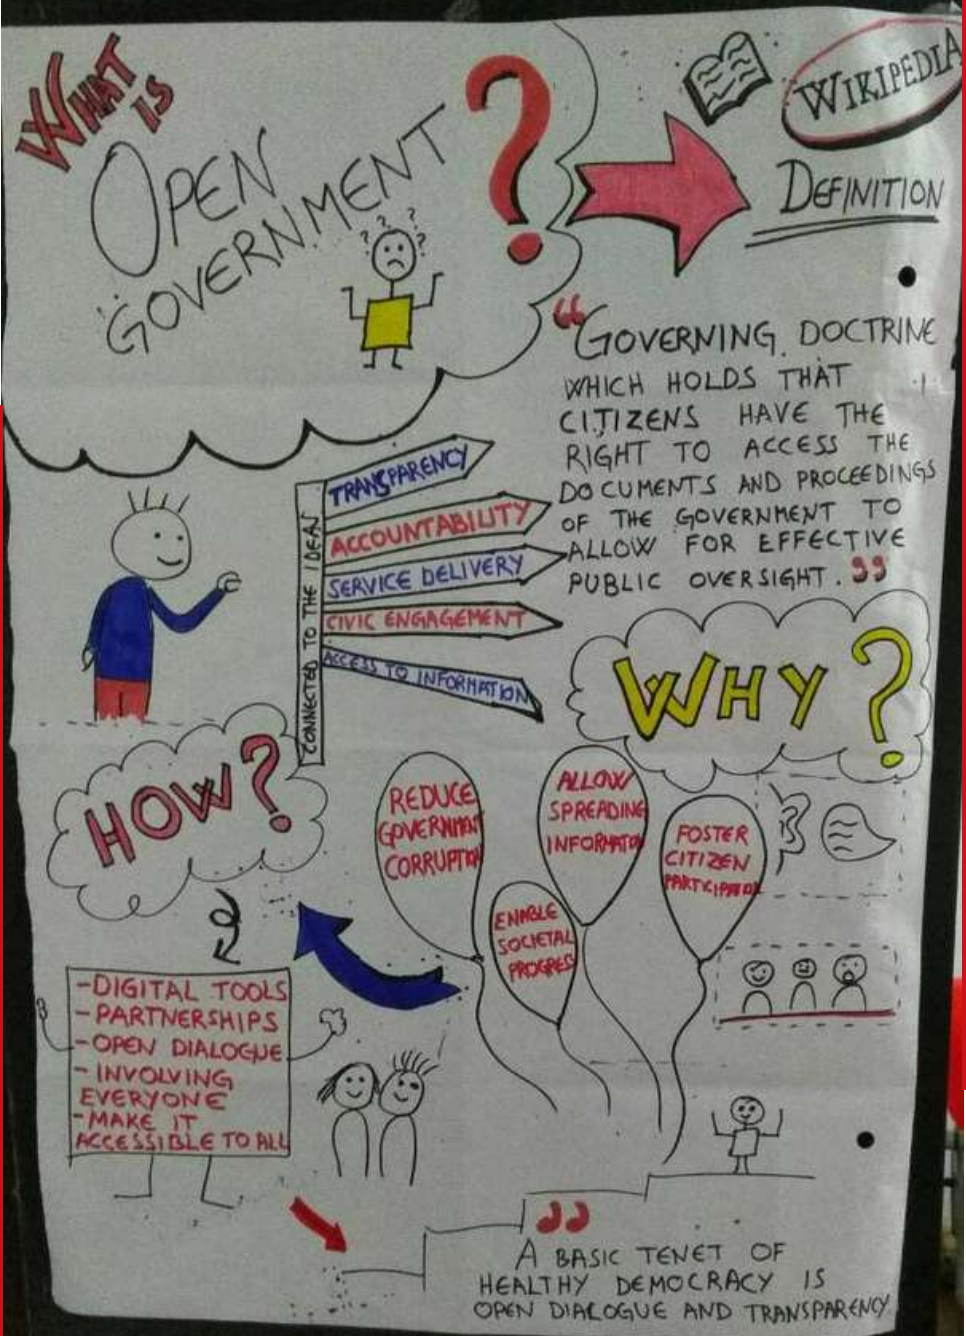 WHAT
IS
OPEN
GOVERNMENT
?
? ? ? ?
WIKIPEDIA
DEFINITION
“GOVERNING DOCTRINE
WHICH HOLDS THAT
CITIZENS HAVE THE
RIGHT TO ACCESS THE
DOCUMENTS AND PROCEEDINGS
OF THE GOVERNMENT TO
ALLOW FOR EFFECTIVE
PUBLIC OVERSIGHT.”
CONNECTED TO THE IDEAS
TRANSPARENCY
ACCOUNTABILITY
SERVICE DELIVERY
CIVIC ENGAGEMENT
ACCESS TO INFORMATION
WHY?
REDUCE
GOVERNMENT
CORRUPTION
ALLOW
SPREADING
INFORMATION
ENABLE
SOCIETAL
PROGRESS
FOSTER
CITIZEN
PARTICIPATION
HOW?
-DIGITAL TOOLS
-PARTNERSHIPS
-OPEN DIALOGUE
-INVOLVING
EVERYONE
-MAKE IT
ACCESSIBLE TO ALL
”
A BASIC TENET OF
HEALTHY DEMOCRACY IS
OPEN DIALOGUE AND TRANSPARENCY